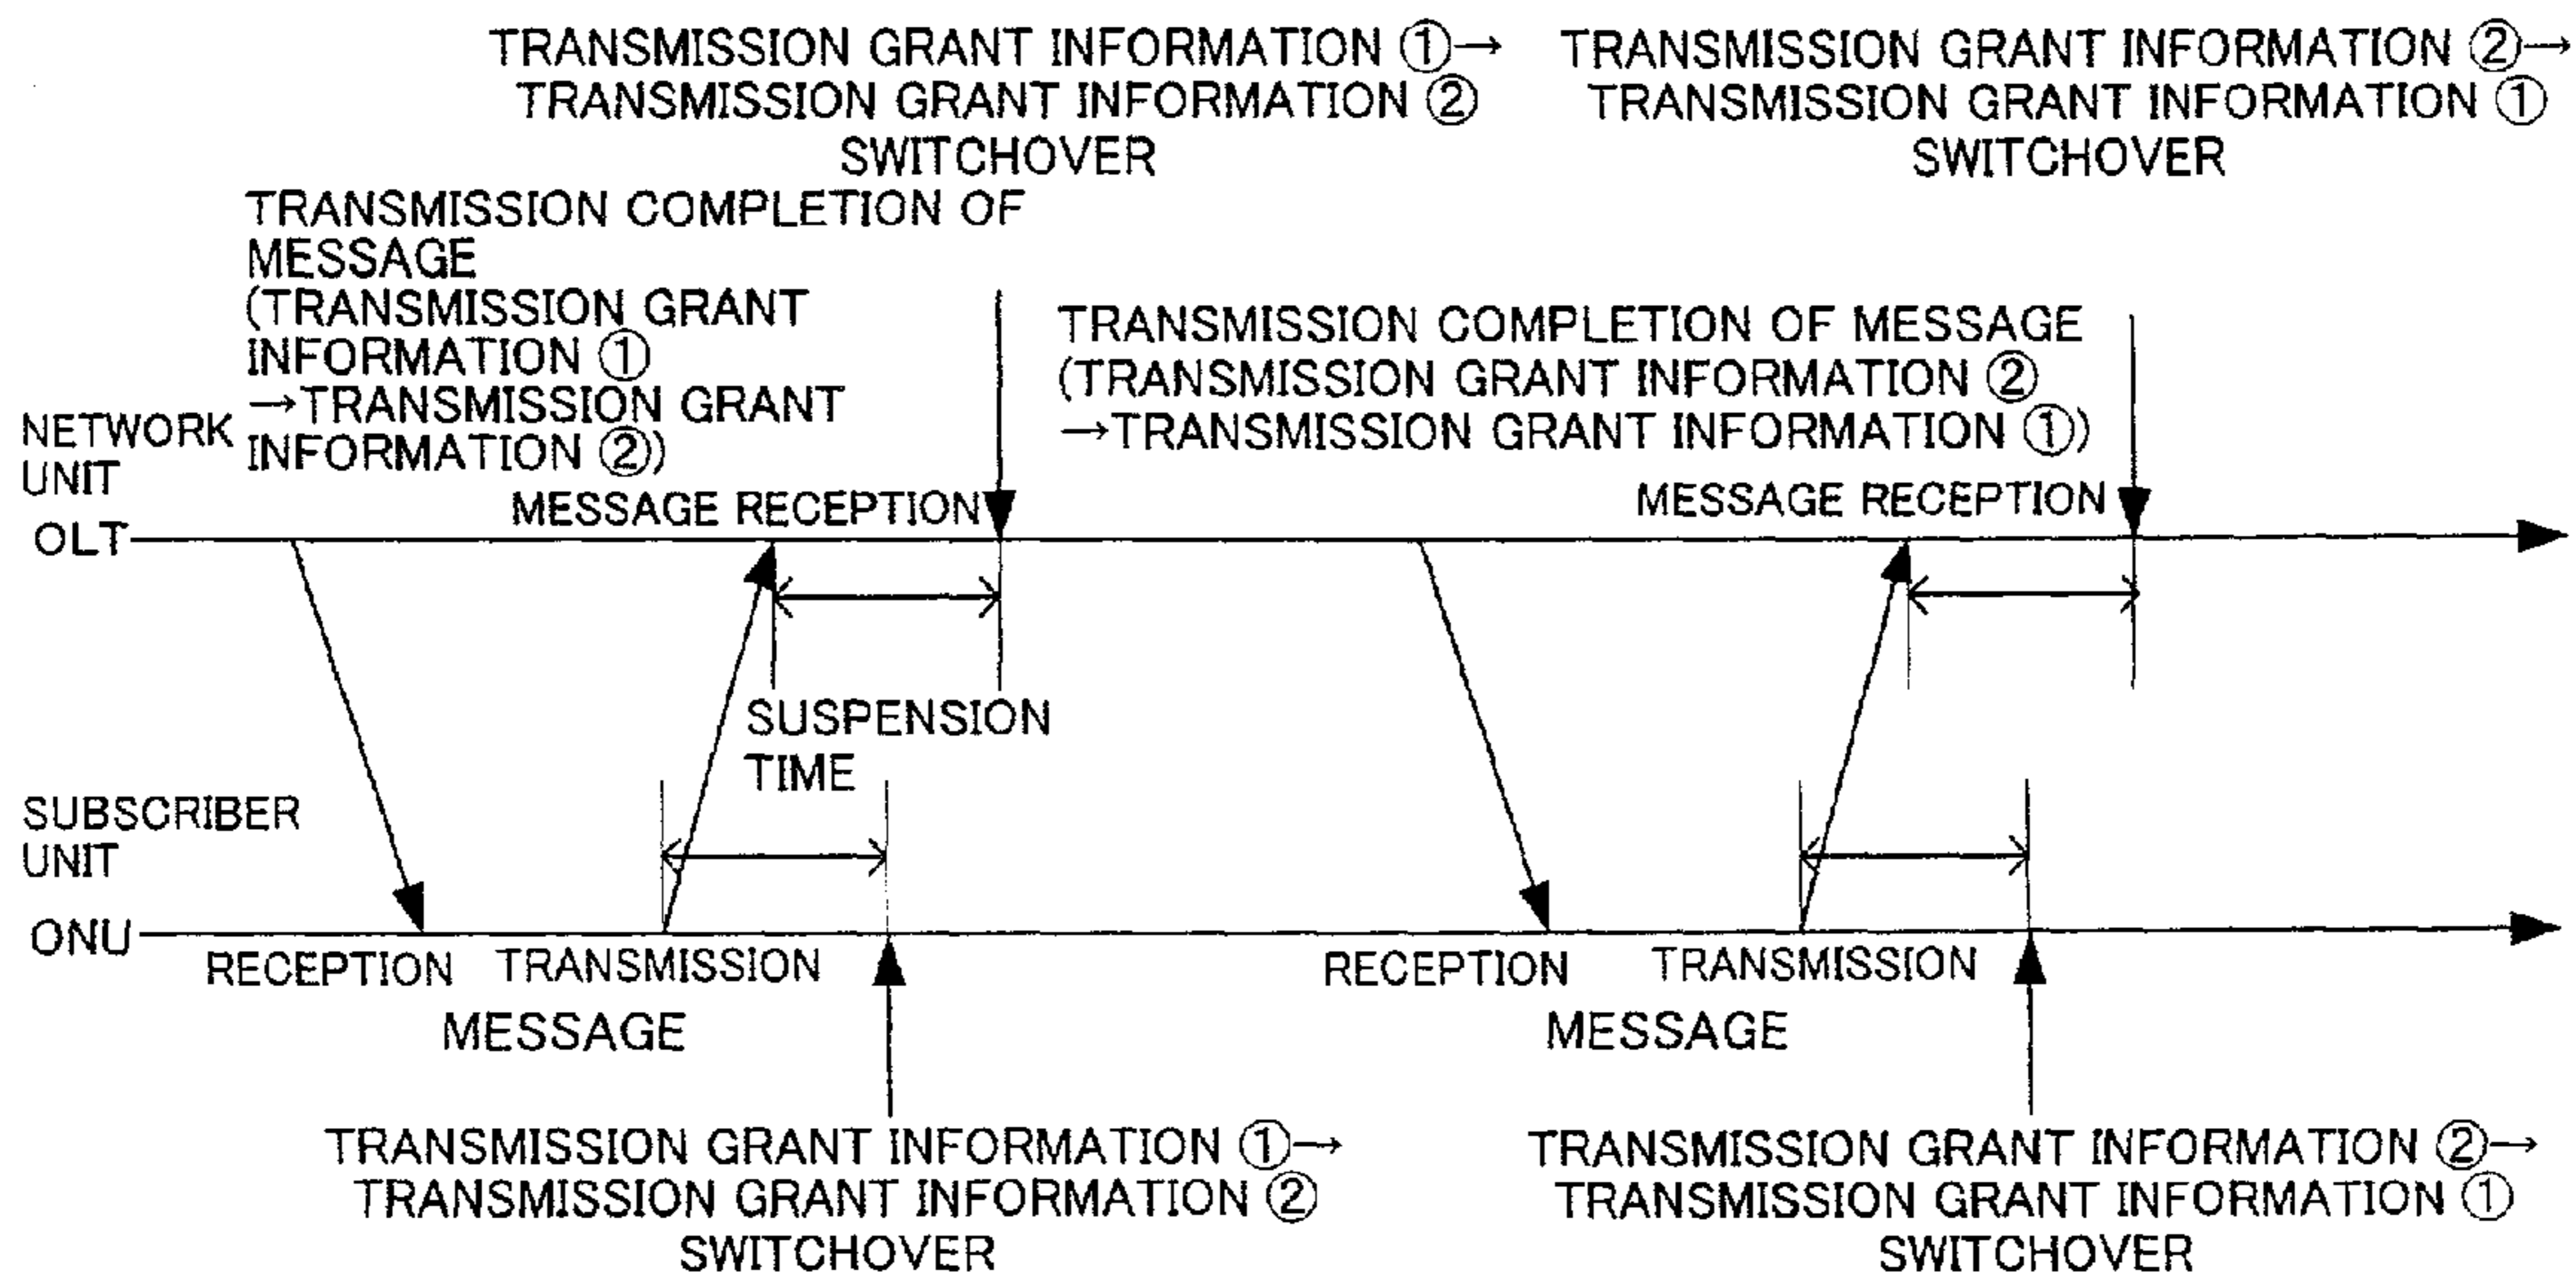 TRANSMISSION GRANT INFORMATION ①→
TRANSMISSION GRANT INFORMATION ②
SWITCHOVER
TRANSMISSION GRANT INFORMATION ②→
TRANSMISSION GRANT INFORMATION ①
SWITCHOVER
TRANSMISSION COMPLETION OF
MESSAGE
(TRANSMISSION GRANT
INFORMATION ①
→TRANSMISSION GRANT
INFORMATION ②))
TRANSMISSION COMPLETION OF MESSAGE
(TRANSMISSION GRANT INFORMATION ②
→TRANSMISSION GRANT INFORMATION ①))
NETWORK
UNIT
MESSAGE RECEPTION
MESSAGE RECEPTION
OLT
SUSPENSION
TIME
SUBSCRIBER
UNIT
ONU
RECEPTION
TRANSMISSION
RECEPTION
TRANSMISSION
MESSAGE
MESSAGE
TRANSMISSION GRANT INFORMATION ①→
TRANSMISSION GRANT INFORMATION ②
SWITCHOVER
TRANSMISSION GRANT INFORMATION ②→
TRANSMISSION GRANT INFORMATION ①
SWITCHOVER